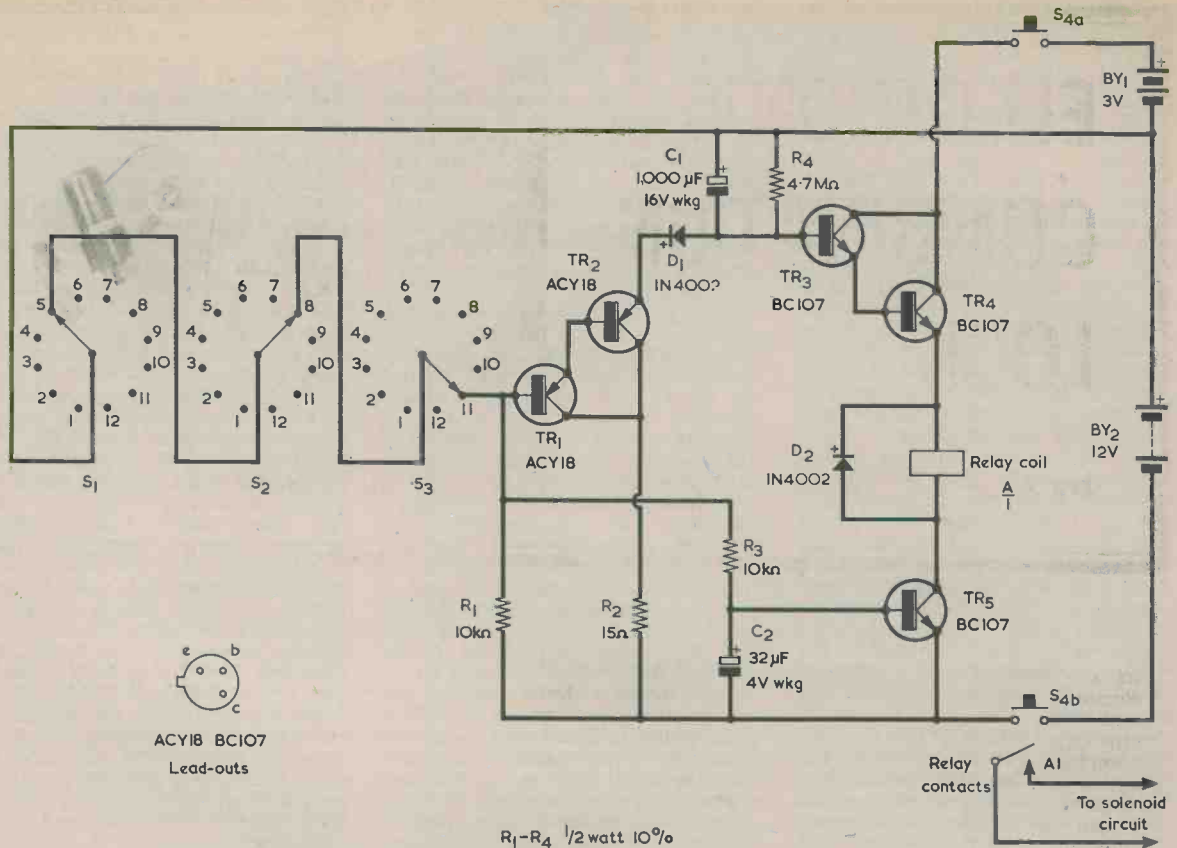 S4a
BY1
3V
C1
1,000 µF
16V wkg
R4
4·7MΩ
TR2
ACY18
D1
1N4002
TR3
BC107
TR4
BC107
5 6 7 8
4 9
3 10
2 11
1 12
S1
5 6 7 8
4 9
3 10
2 11
1 12
S2
5 6 7 8
4 9
3 10
2 11
1 12
S3
TR1
ACY18
D2
1N4002
Relay coil
A
1
BY2
12V
R1
10kΩ
R2
15Ω
R3
10kΩ
C2
32µF
4V wkg
TR5
BC107
e b
c
ACY18 BC107
Lead-outs
S4b
Relay
contacts
A1
To solenoid
circuit
R1-R4 1/2 watt 10%